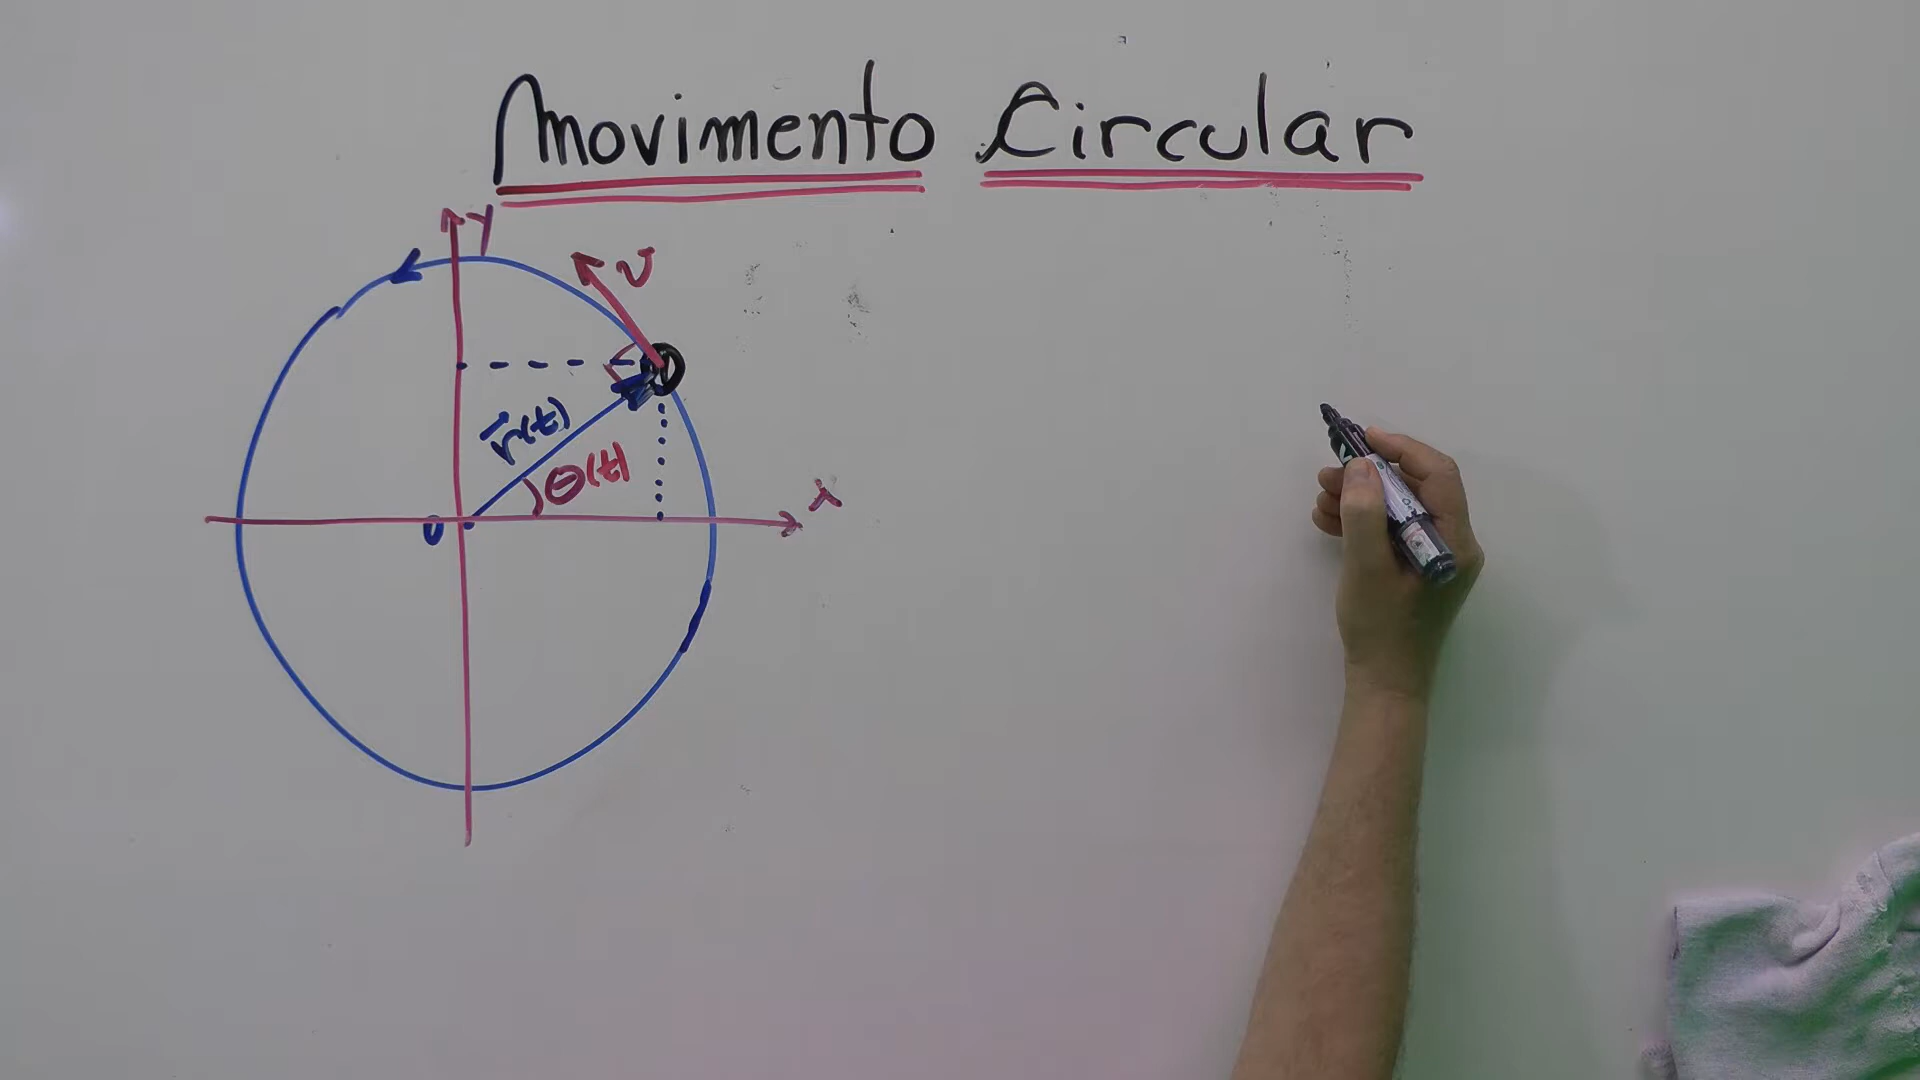 Movimento Circular
y
v
r(t)
θ(t)
x
0